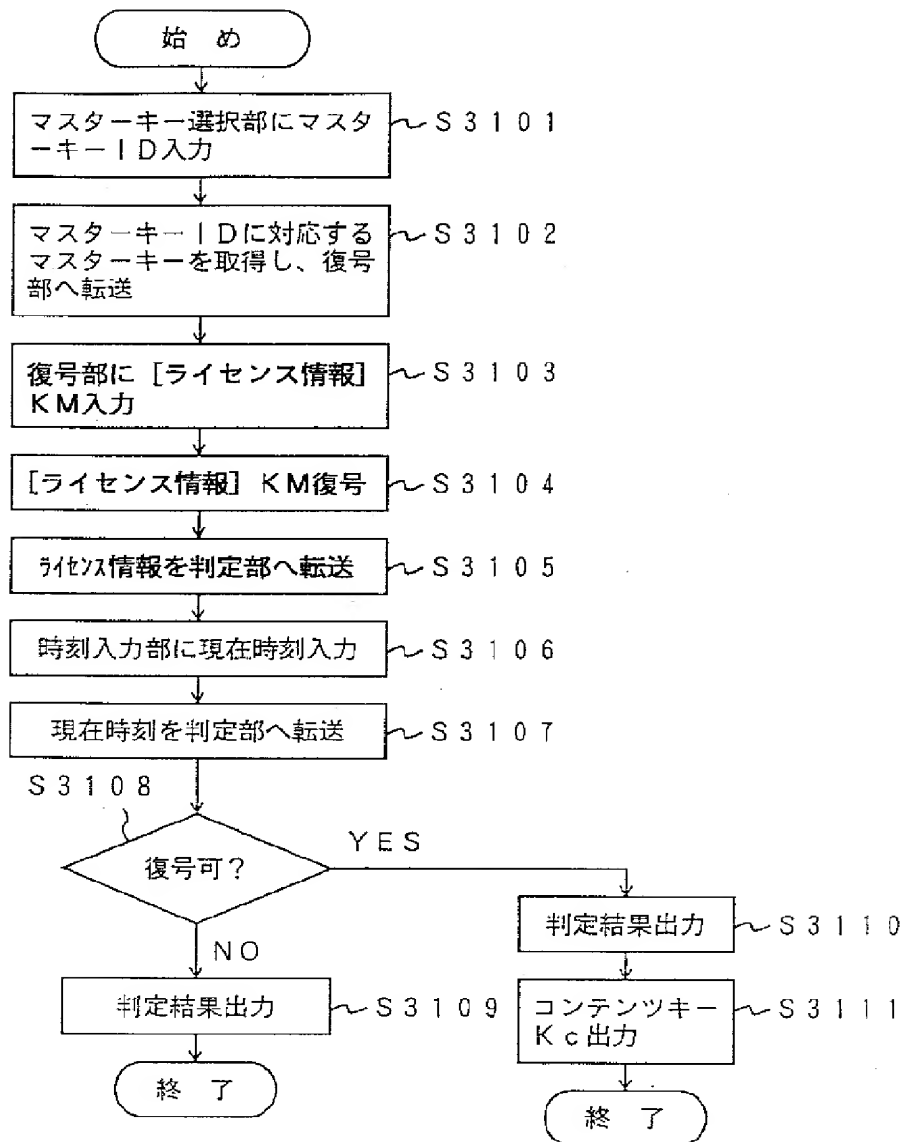 始 め
マスターキー選択部にマスタ
ーキーＩＤ入力
S3101
マスターキーＩＤに対応する
マスターキーを取得し、復号
部へ転送
S3102
復号部に［ライセンス情報］
ＫＭ入力
S3103
［ライセンス情報］ＫＭ復号
S3104
ﾗｲｾﾝｽ情報を判定部へ転送
S3105
時刻入力部に現在時刻入力
S3106
現在時刻を判定部へ転送
S3107
S3108
復号可？
YES
NO
判定結果出力
S3110
判定結果出力
S3109
コンテンツキー
Ｋｃ出力
S3111
終 了
終 了